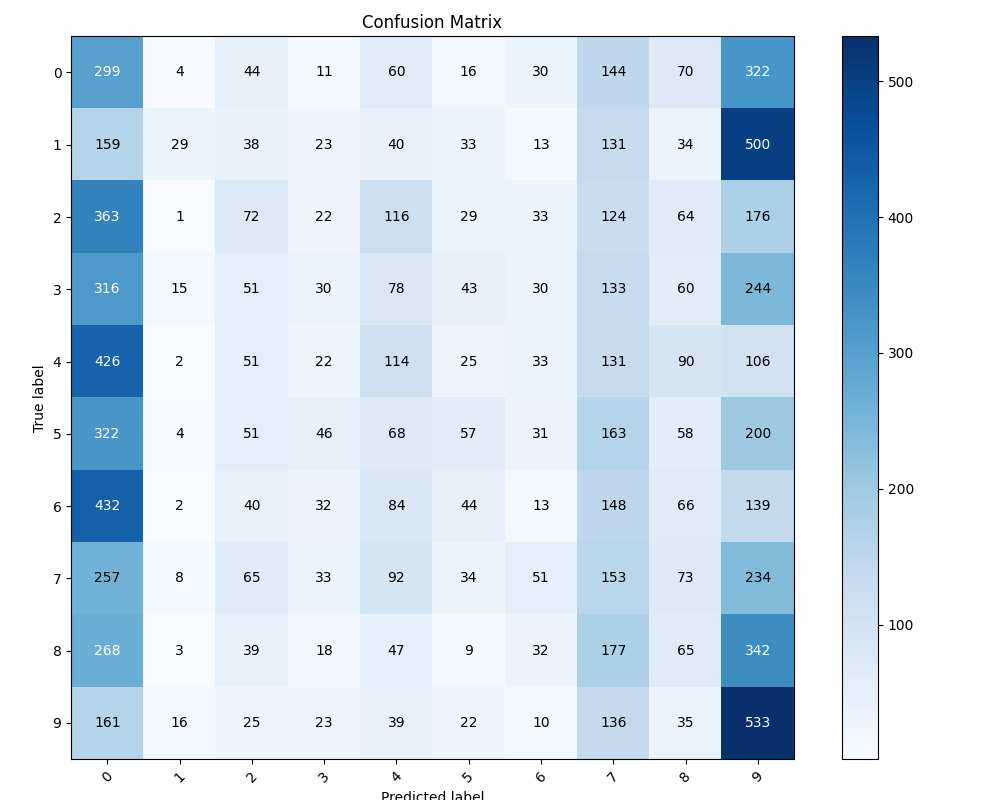 Confusion Matrix
0 299 4 44 11 60 16 30 144 70 322
1 159 29 38 23 40 33 13 131 34 500
2 363 1 72 22 116 29 33 124 64 176
3 316 15 51 30 78 43 30 133 60 244
4 426 2 51 22 114 25 33 131 90 106
5 322 4 51 46 68 57 31 163 58 200
6 432 2 40 32 84 44 13 148 66 139
7 257 8 65 33 92 34 51 153 73 234
8 268 3 39 18 47 9 32 177 65 342
9 161 16 25 23 39 22 10 136 35 533
0 1 2 3 4 5 6 7 8 9
True label
Predicted label
500
400
300
200
100